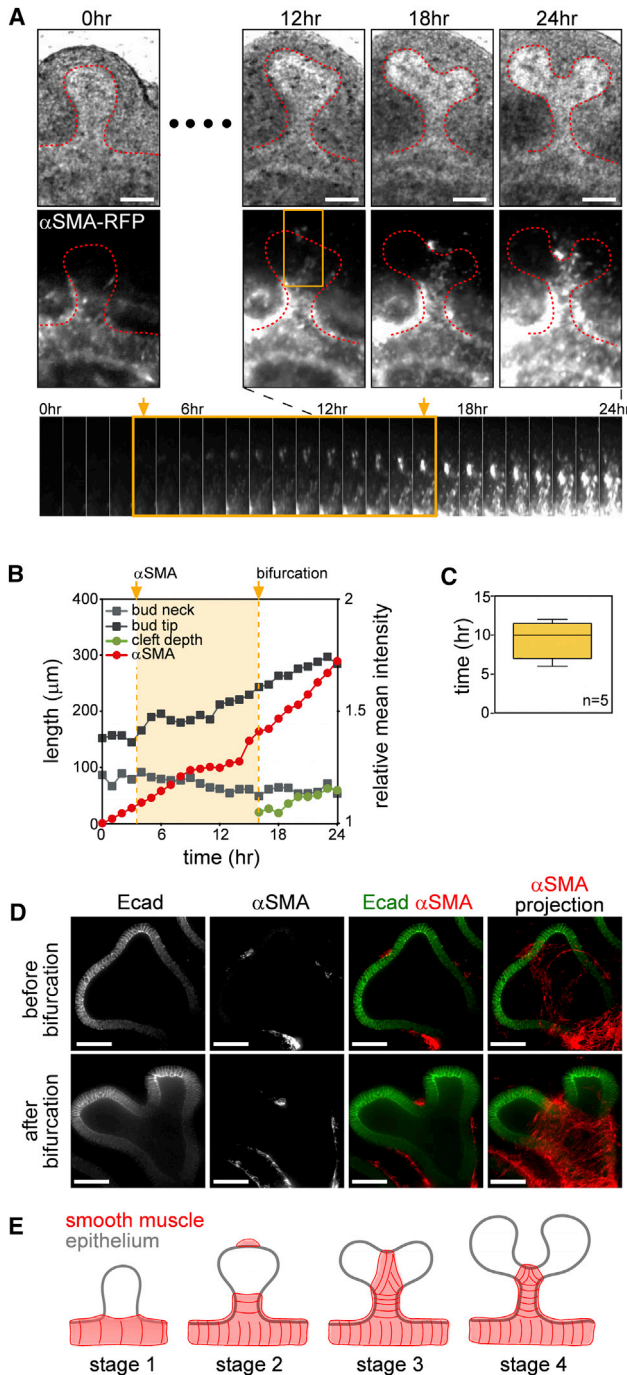 A
0hr 12hr 18hr 24hr
αSMA-RFP
0hr 6hr 12hr 18hr 24hr
B
αSMA bifurcation
400
300
200
100
0
length (μm)
bud neck
bud tip
cleft depth
αSMA
2
1.5
1
relative mean intensity
0 6 12 18 24
time (hr)
C
15
10
5
0
time (hr)
n=5
D
Ecad αSMA Ecad αSMA αSMA
projection
before
bifurcation
after
bifurcation
E
smooth muscle
epithelium
stage 1 stage 2 stage 3 stage 4